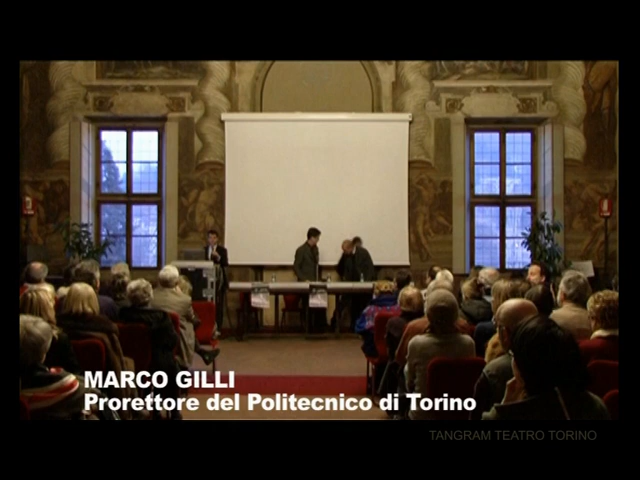 MARCO GILLI
Prorettore del Politecnico di Torino
TANGRAM TEATRO TORINO